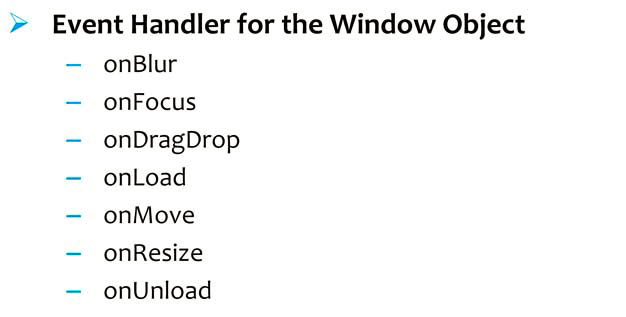 ➢ Event Handler for the Window Object
– onBlur
– onFocus
– onDragDrop
– onLoad
– onMove
– onResize
– onUnload